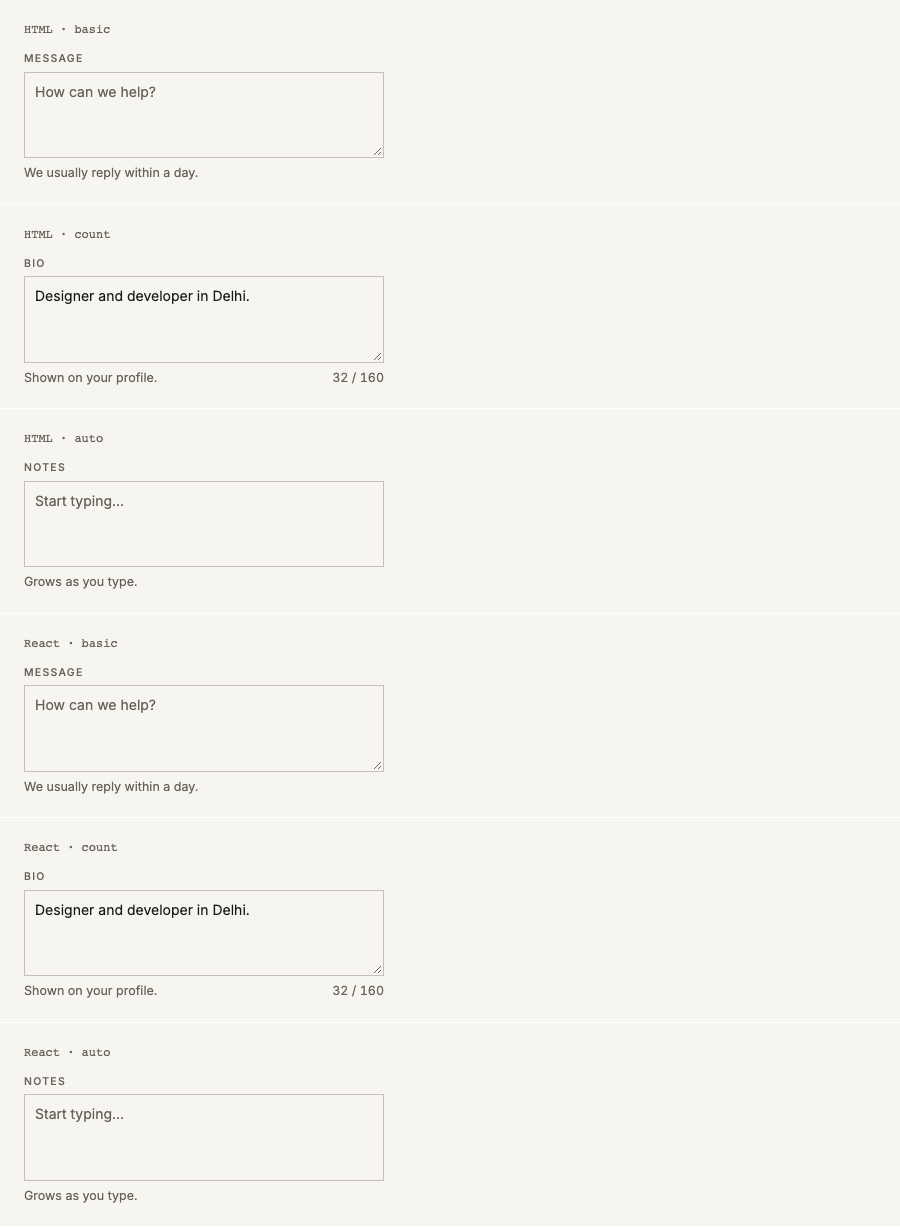 HTML · basic
MESSAGE
How can we help?
We usually reply within a day.
HTML · count
BIO
Designer and developer in Delhi.
Shown on your profile. 32 / 160
HTML · auto
NOTES
Start typing…
Grows as you type.
React · basic
MESSAGE
How can we help?
We usually reply within a day.
React · count
BIO
Designer and developer in Delhi.
Shown on your profile. 32 / 160
React · auto
NOTES
Start typing…
Grows as you type.